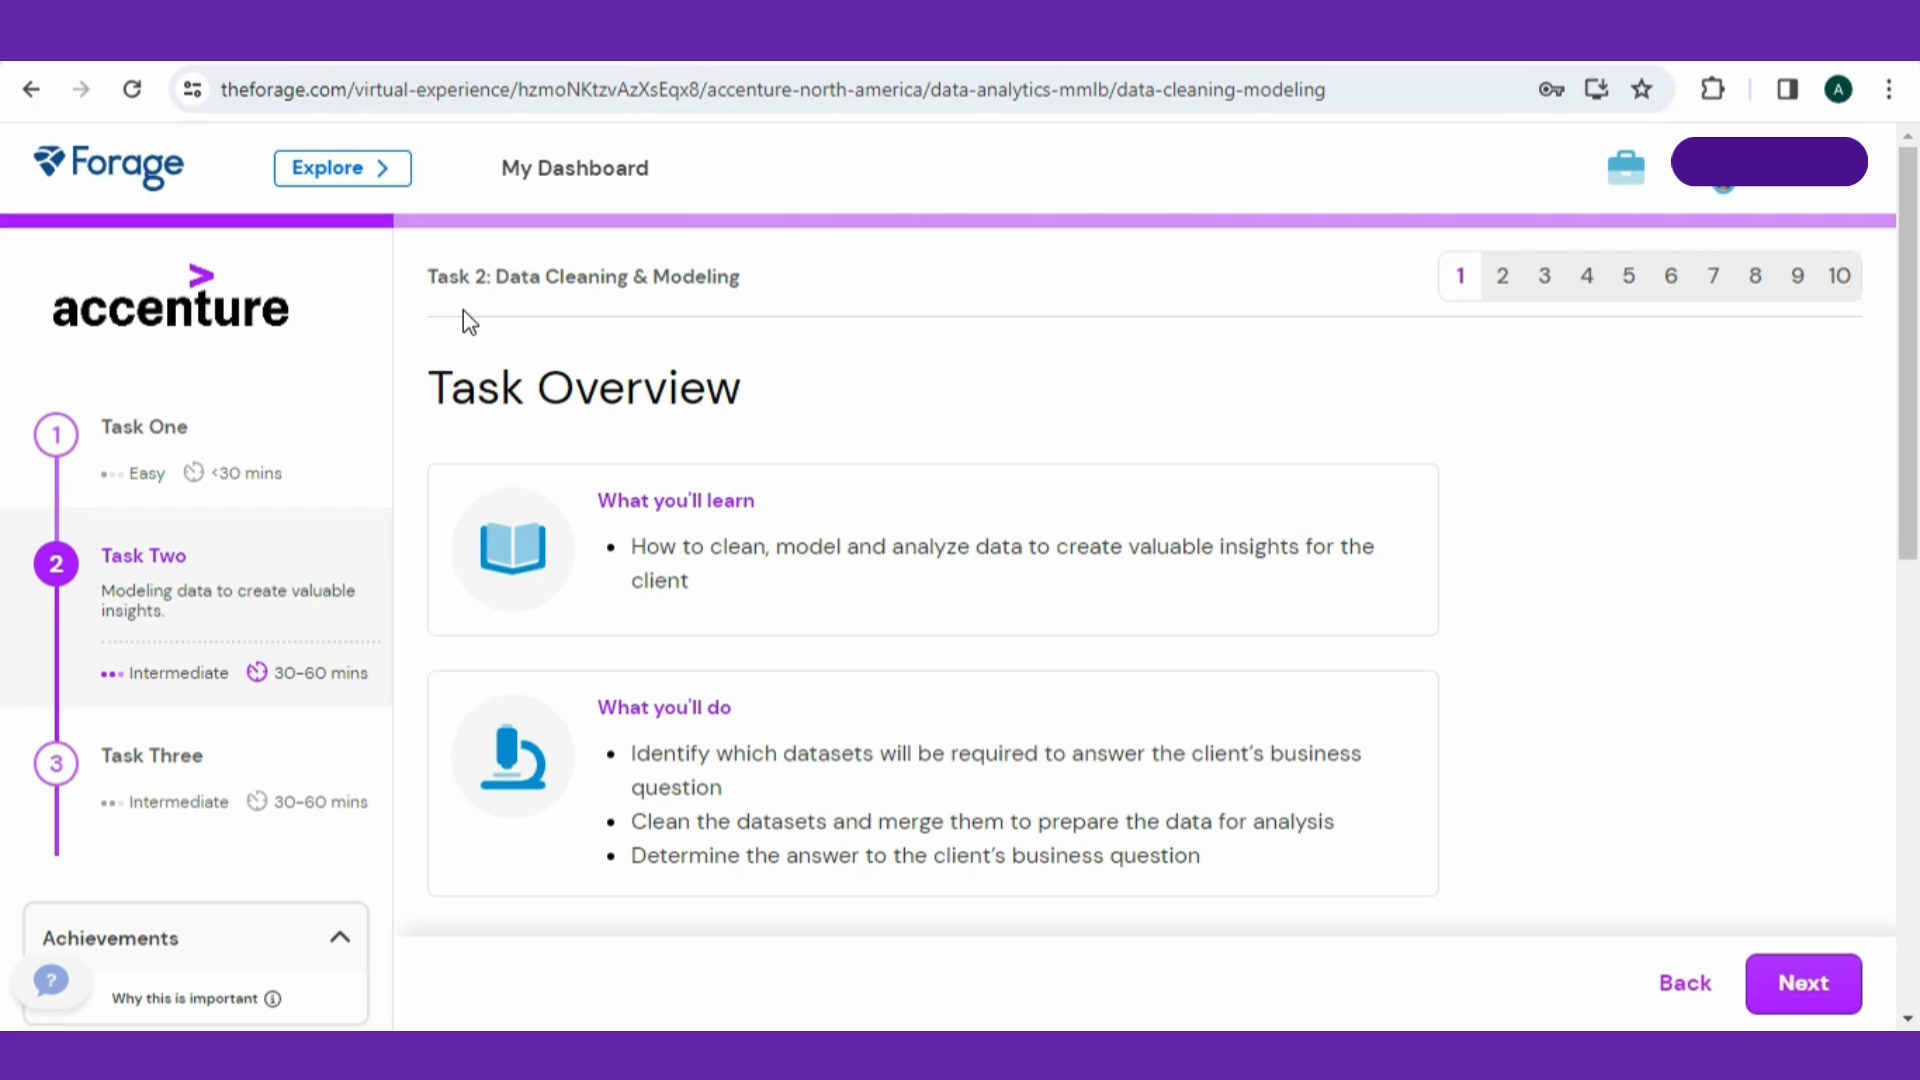 theforage.com/virtual-experience/hzmoNKtzvAzXsEqx8/accenture-north-america/data-analytics-mmlb/data-cleaning-modeling
A
Forage
Explore
My Dashboard
accenture
Task 2: Data Cleaning & Modeling
1 2 3 4 5 6 7 8 9 10
Task Overview
1
Task One
Easy <30 mins
2
Task Two
Modeling data to create valuable
insights.
Intermediate 30-60 mins
3
Task Three
Intermediate 30-60 mins
Achievements
?
Why this is important
What you'll learn
How to clean, model and analyze data to create valuable insights for the
client
What you'll do
Identify which datasets will be required to answer the client's business
question
Clean the datasets and merge them to prepare the data for analysis
Determine the answer to the client's business question
Back
Next